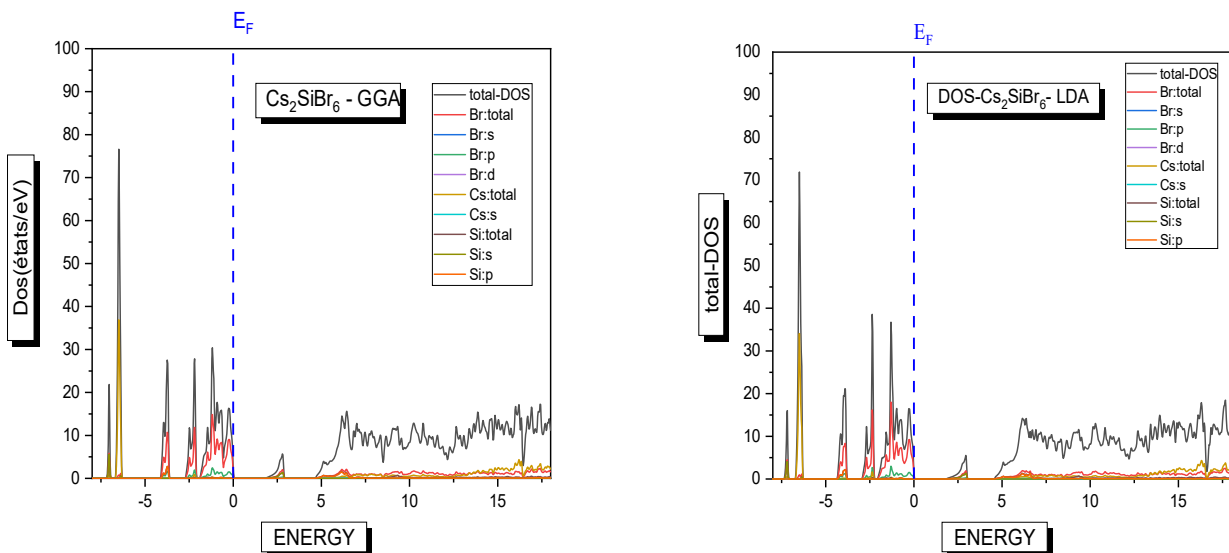 E_F
Cs₂SiBr₆ - GGA
Dos(états/eV)
100
90
80
70
60
50
40
30
20
10
0
total-DOS
Br:total
Br:s
Br:p
Br:d
Cs:total
Cs:s
Si:total
Si:s
Si:p
-5
0
5
10
15
ENERGY
E_F
DOS-Cs₂SiBr₆- LDA
total-DOS
100
90
80
70
60
50
40
30
20
10
0
total-DOS
Br:total
Br:s
Br:p
Br:d
Cs:total
Cs:s
Si:total
Si:s
Si:p
-5
0
5
10
15
ENERGY